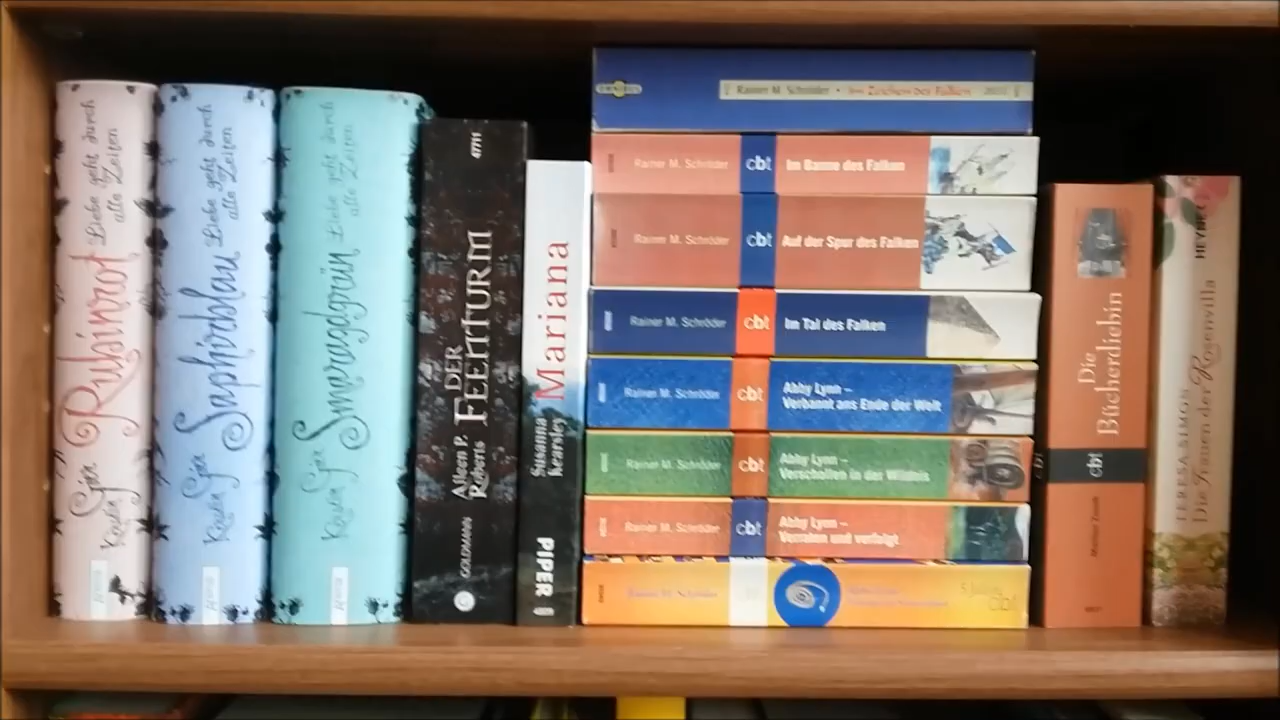 Liebe geht durch
alle Zeiten
Rubinrot
Kerstin Gier
Arena
Liebe geht durch
alle Zeiten
Saphirblau
Kerstin Gier
Arena
Liebe geht durch
alle Zeiten
Smaragdgrün
Kerstin Gier
Arena
47711
DER
FEENTURM
Aileen P.
Roberts
GOLDMANN
Mariana
Susanna
Kearsley
PIPER
OMNIBUS
Rainer M. Schröder • Im Zeichen des Falken
Rainer M. Schröder cbt Im Banne des Falken
Rainer M. Schröder cbt Auf der Spur des Falken
Rainer M. Schröder cbt Im Tal des Falken
Rainer M. Schröder cbt Abby Lynn –
Verbannt ans Ende der Welt
Rainer M. Schröder cbt Abby Lynn –
Verschollen in der Wildnis
Rainer M. Schröder cbt Abby Lynn –
Verraten und verfolgt
Rainer M. Schröder
cbt
Die
Bücherdiebin
cbt
Markus Zusak
HEYNE
TERESA SIMON
Die Frauen der Rosenvilla